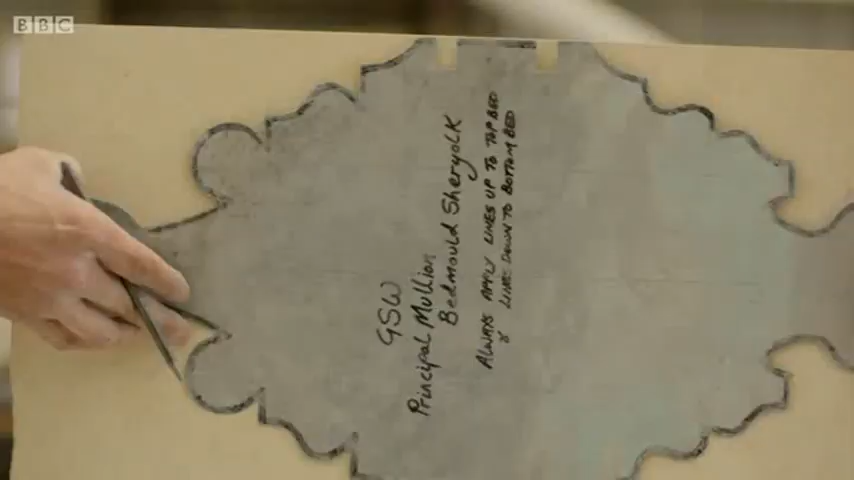 BBC
GSW
Principal Mullion
Bedmould SheryoLK
ALWAYS APPLY LINES UP TO TOP BED
& LINES DOWN TO BOTTOM BED